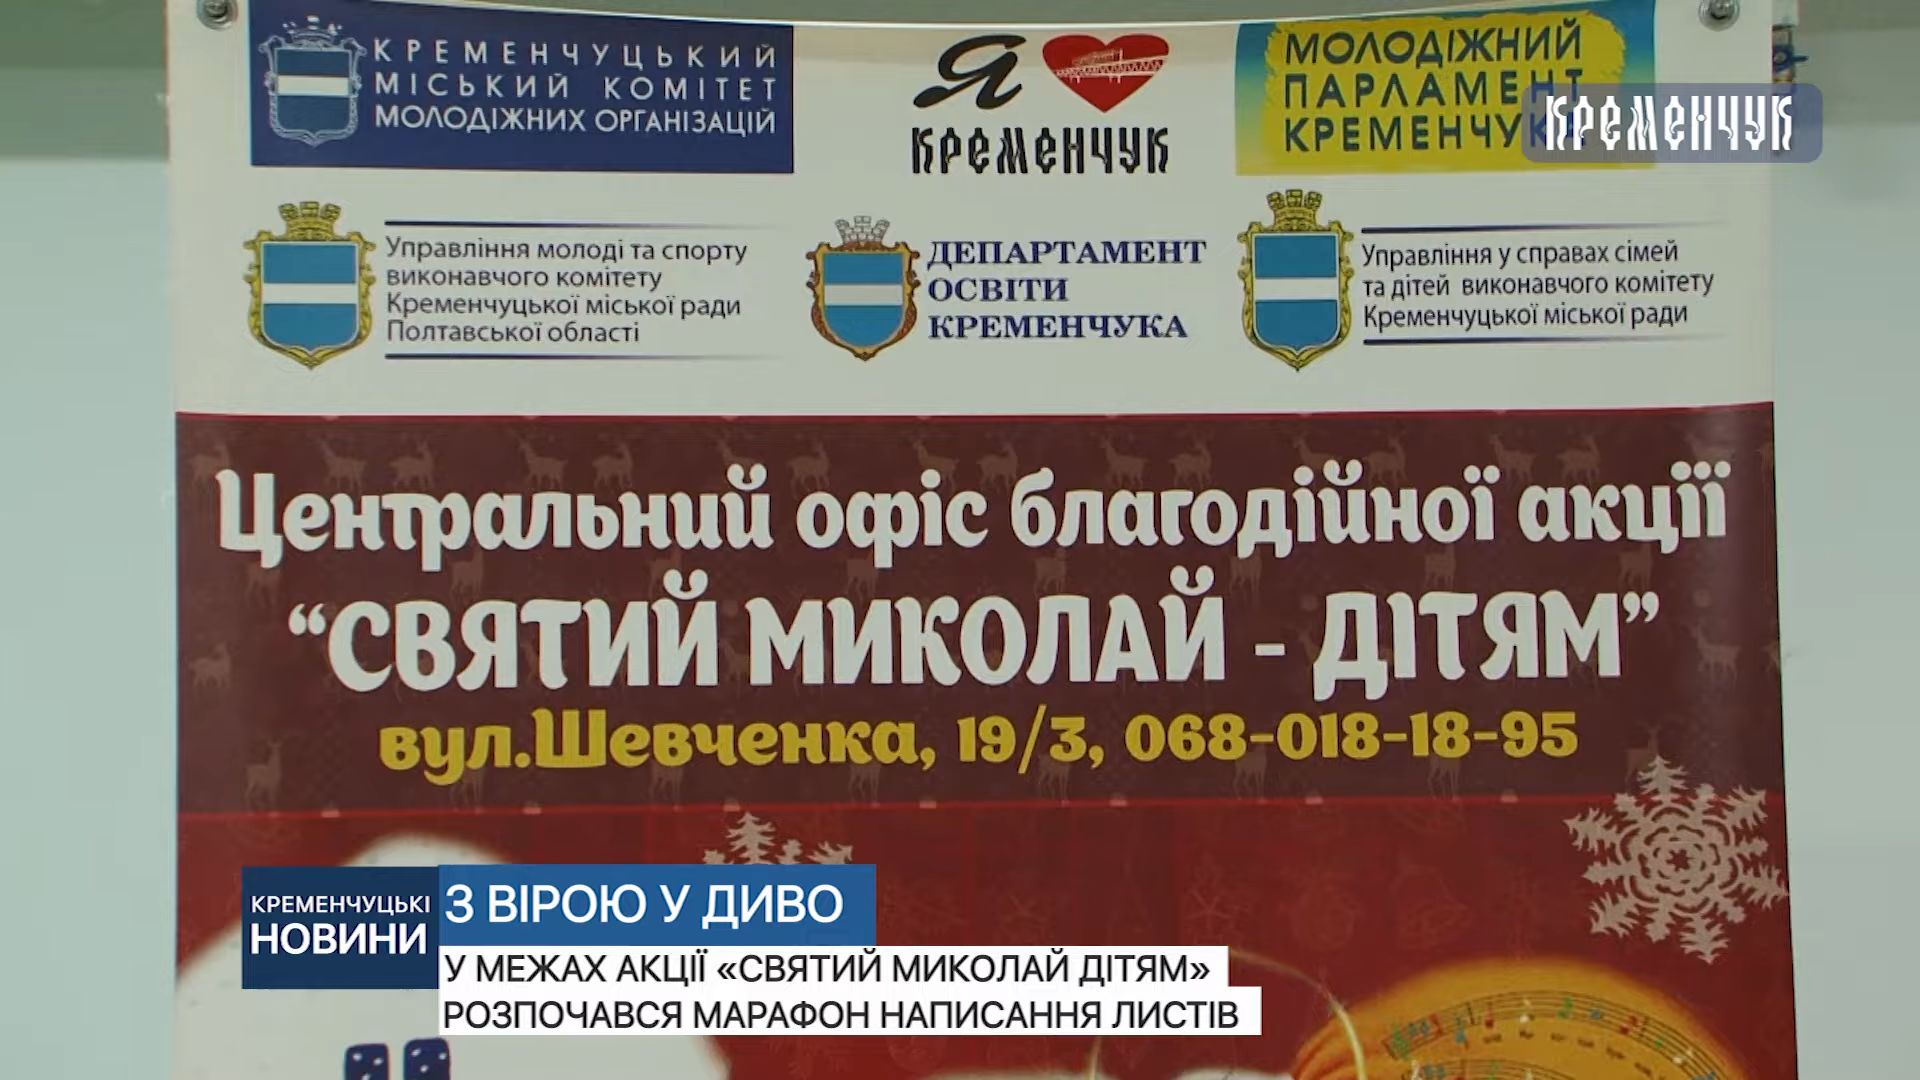 КРЕМЕНЧУЦЬКИЙ
МІСЬКИЙ КОМІТЕТ
МОЛОДІЖНИХ ОРГАНІЗАЦІЙ
Я
КРЕМЕНЧУК
МОЛОДІЖНИЙ
ПАРЛАМЕНТ
КРЕМЕНЧУКА
КРЕМЕНЧУК
Управління молоді та спорту
виконавчого комітету
Кременчуцької міської ради
Полтавської області
ДЕПАРТАМЕНТ
ОСВІТИ
КРЕМЕНЧУКА
Управління у справах сімей
та дітей виконавчого комітету
Кременчуцької міської ради
Центральний офіс благодійної акції
“СВЯТИЙ МИКОЛАЙ - ДІТЯМ”
вул.Шевченка, 19/3, 068-018-18-95
КРЕМЕНЧУЦЬКІ
НОВИНИ
З ВІРОЮ У ДИВО
У МЕЖАХ АКЦІЇ «СВЯТИЙ МИКОЛАЙ ДІТЯМ»
РОЗПОЧАВСЯ МАРАФОН НАПИСАННЯ ЛИСТІВ